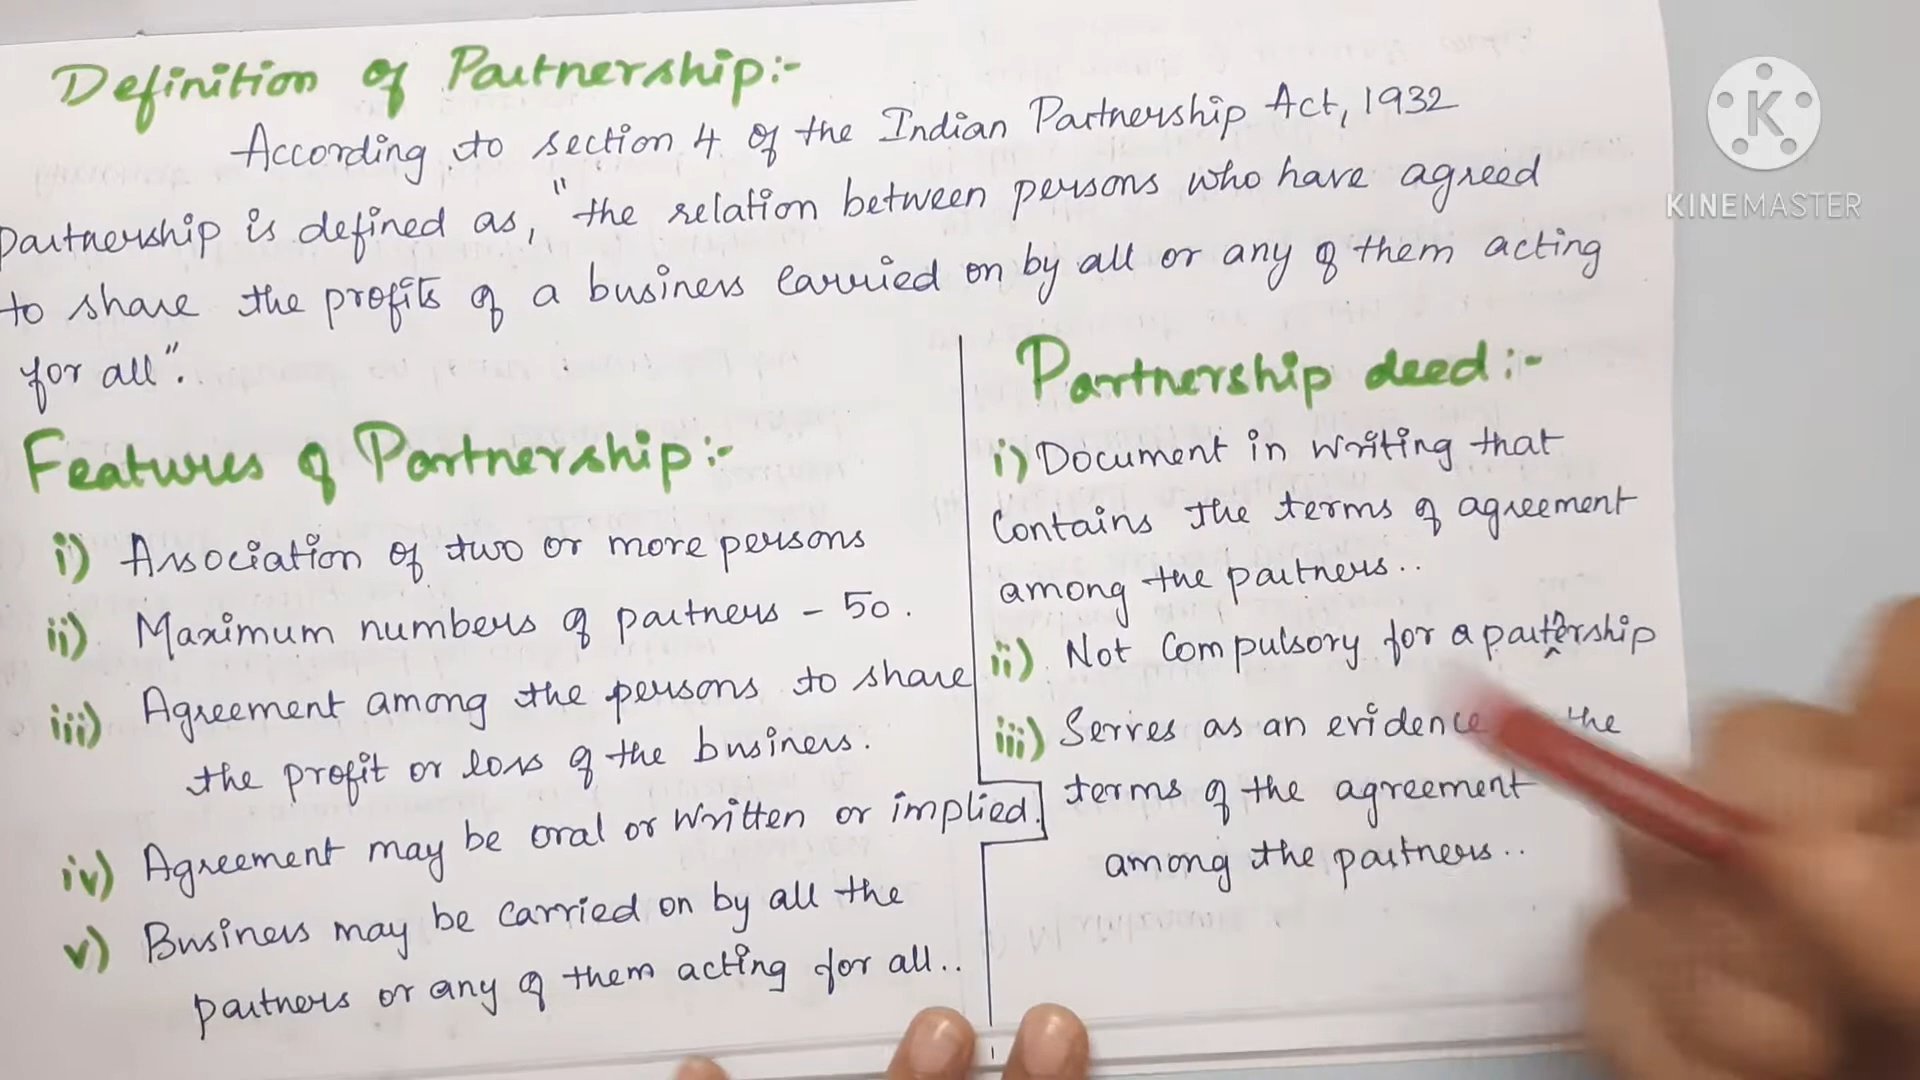 Definition of Partnership:-
According to section 4 of the Indian Partnership Act, 1932
partnership is defined as, "the relation between persons who have agreed
to share the profits of a business carried on by all or any of them acting
for all".
Features of Partnership:-
i) Association of two or more persons
ii) Maximum numbers of partners - 50.
iii) Agreement among the persons to share
the profit or loss of the business.
iv) Agreement may be oral or written or implied.
v) Business may be carried on by all the
partners or any of them acting for all..
Partnership deed:-
i) Document in writing that
contains the terms of agreement
among the partners..
ii) Not compulsory for a partnership
iii) Serves as an evidence the
terms of the agreement
among the partners..
K
KINEMASTER